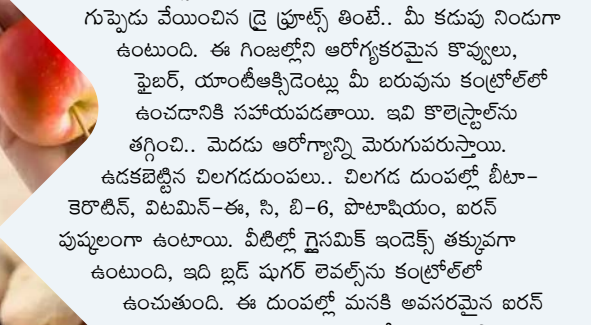 గుప్పెడు వేయించిన డ్రై ఫ్రూట్స్ తింటే.. మీ కడుపు నిండుగా
ఉంటుంది. ఈ గింజల్లోని ఆరోగ్యకరమైన కొవ్వులు,
ఫైబర్, యాంటీఆక్సిడెంట్లు మీ బరువును కంట్రోల్‌లో
ఉంచడానికి సహాయపడతాయి. ఇవి కొలెస్ట్రాల్‌ను
తగ్గించి.. మెదడు ఆరోగ్యాన్ని మెరుగుపరుస్తాయి.
ఉడకబెట్టిన చిలగడదుంపలు.. చిలగడ దుంపల్లో బీటా-
కెరొటిన్, విటమిన్-ఈ, సి, బి-6, పొటాషియం, ఐరన్
పుష్కలంగా ఉంటాయి. వీటిల్లో గ్లైసమిక్ ఇండెక్స్ తక్కువగా
ఉంటుంది, ఇది బ్లడ్ షుగర్ లెవల్స్‌ను కంట్రోల్‌లో
ఉంచుతుంది. ఈ దుంపల్లో మనకి అవసరమైన ఐరన్